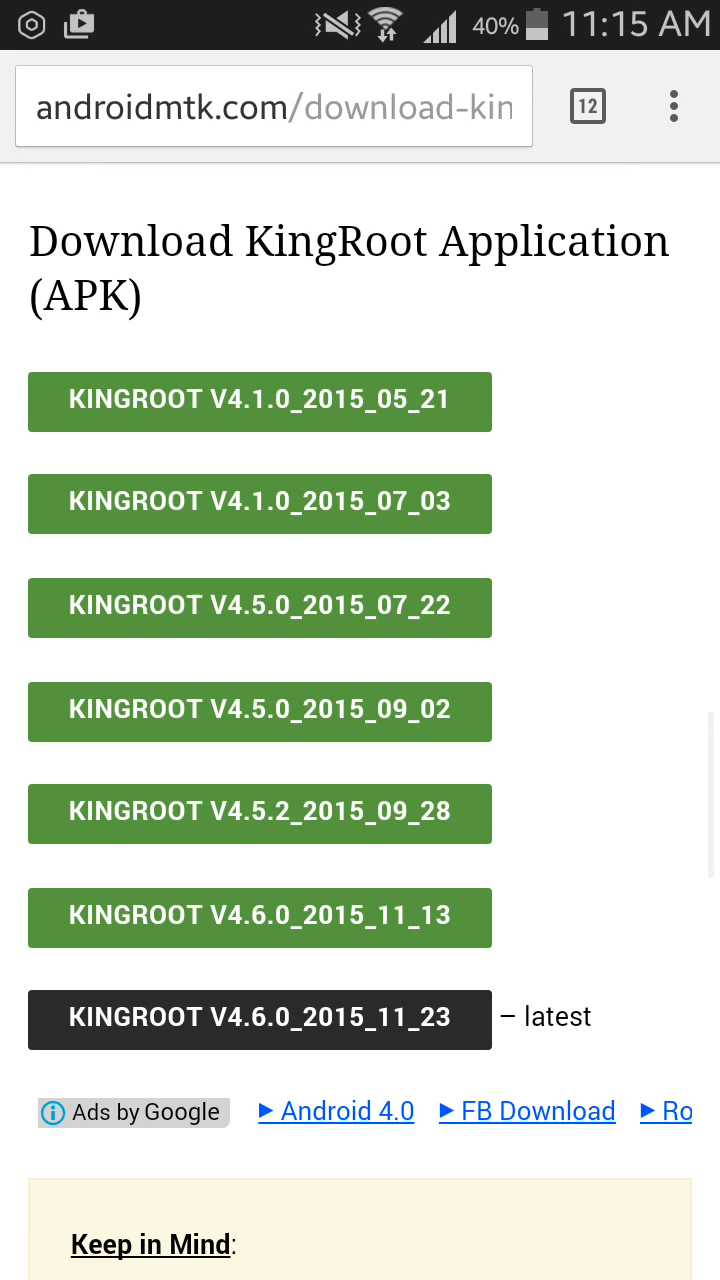 40% 11:15 AM
androidmtk.com/download-kin
12
Download KingRoot Application
(APK)
KINGROOT V4.1.0_2015_05_21
KINGROOT V4.1.0_2015_07_03
KINGROOT V4.5.0_2015_07_22
KINGROOT V4.5.0_2015_09_02
KINGROOT V4.5.2_2015_09_28
KINGROOT V4.6.0_2015_11_13
KINGROOT V4.6.0_2015_11_23 – latest
Ads by Google ► Android 4.0 ► FB Download ► Ro
Keep in Mind: